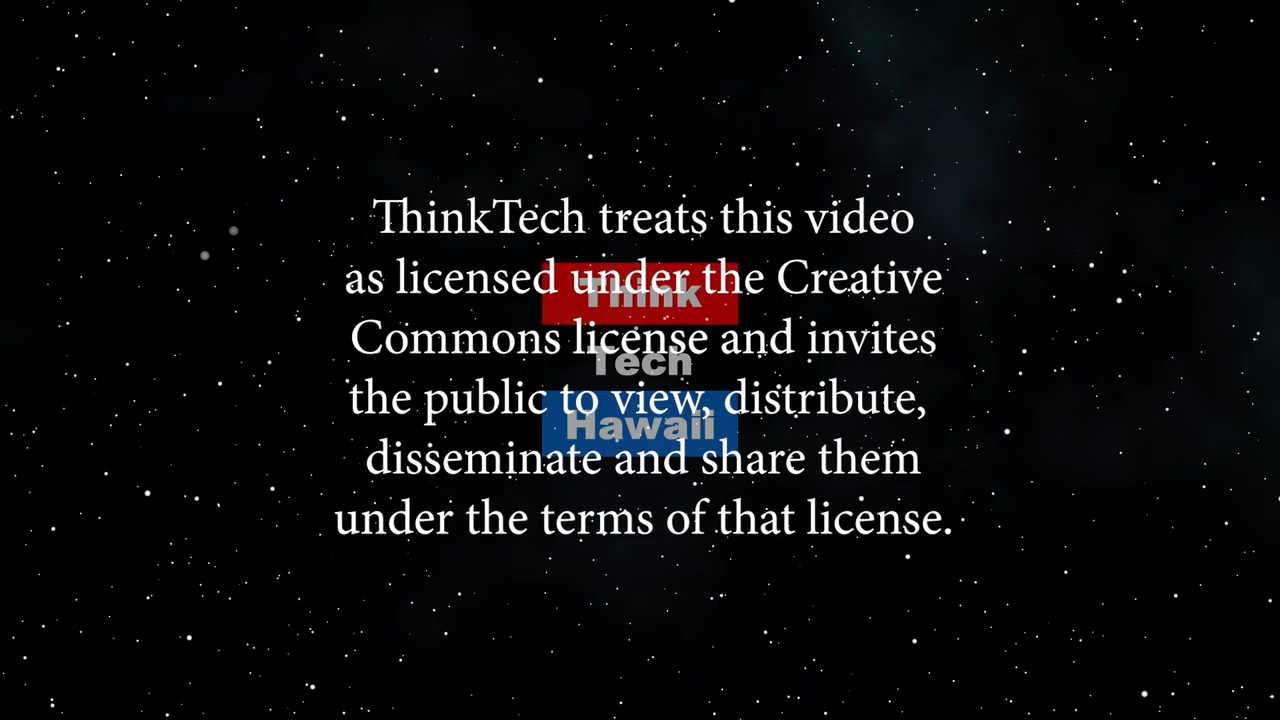 ThinkTech treats this video
as licensed under the Creative
Think
Commons license and invites
Tech
the public to view, distribute,
Hawaii
disseminate and share them
under the terms of that license.